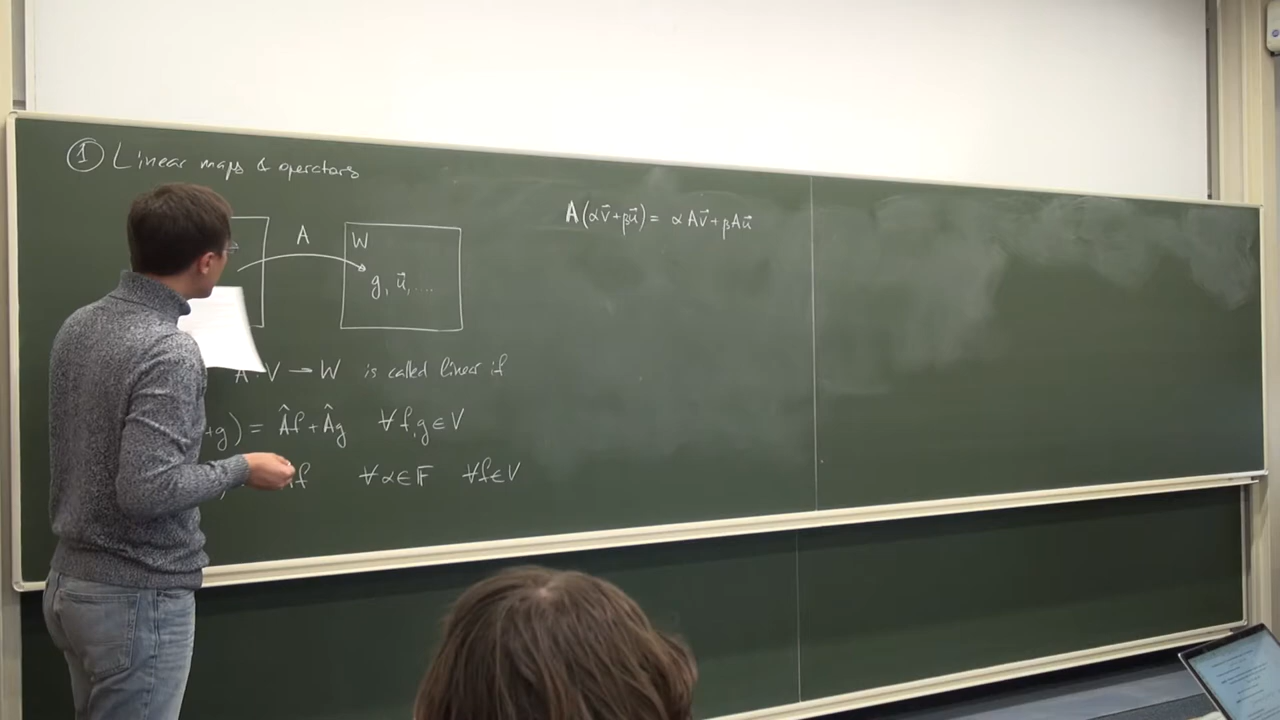 ① Linear maps & operators
A
W
g, u⃗, ....
A : V → W is called linear if
+g) = Âf + Âg ∀ f, g ∈ V
f ∀ α ∈ 𝔽 ∀ f ∈ V
A(αv⃗+βu⃗) = αAv⃗+βAu⃗